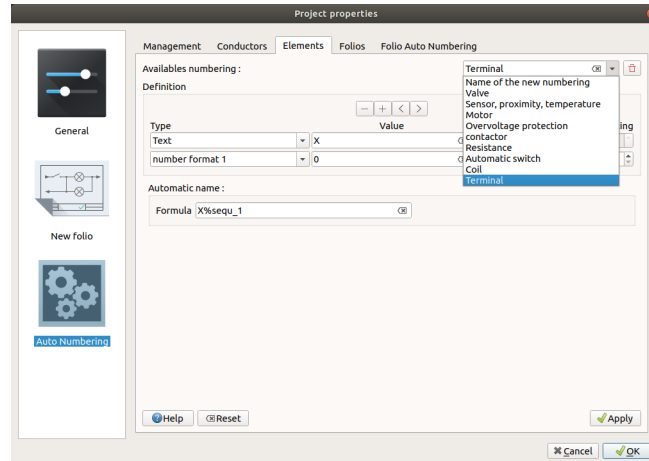 Project properties
Management Conductors Elements Folios Folio Auto Numbering
Availables numbering : Terminal
Name of the new numbering
Valve
Sensor, proximity, temperature
Motor
Overvoltage protection
contactor
Resistance
Automatic switch
Coil
Terminal
Definition
Type Value ing
Text X
number format 1 0
Automatic name :
Formula X%sequ_1
General
New folio
Auto Numbering
Help Reset Apply
Cancel OK